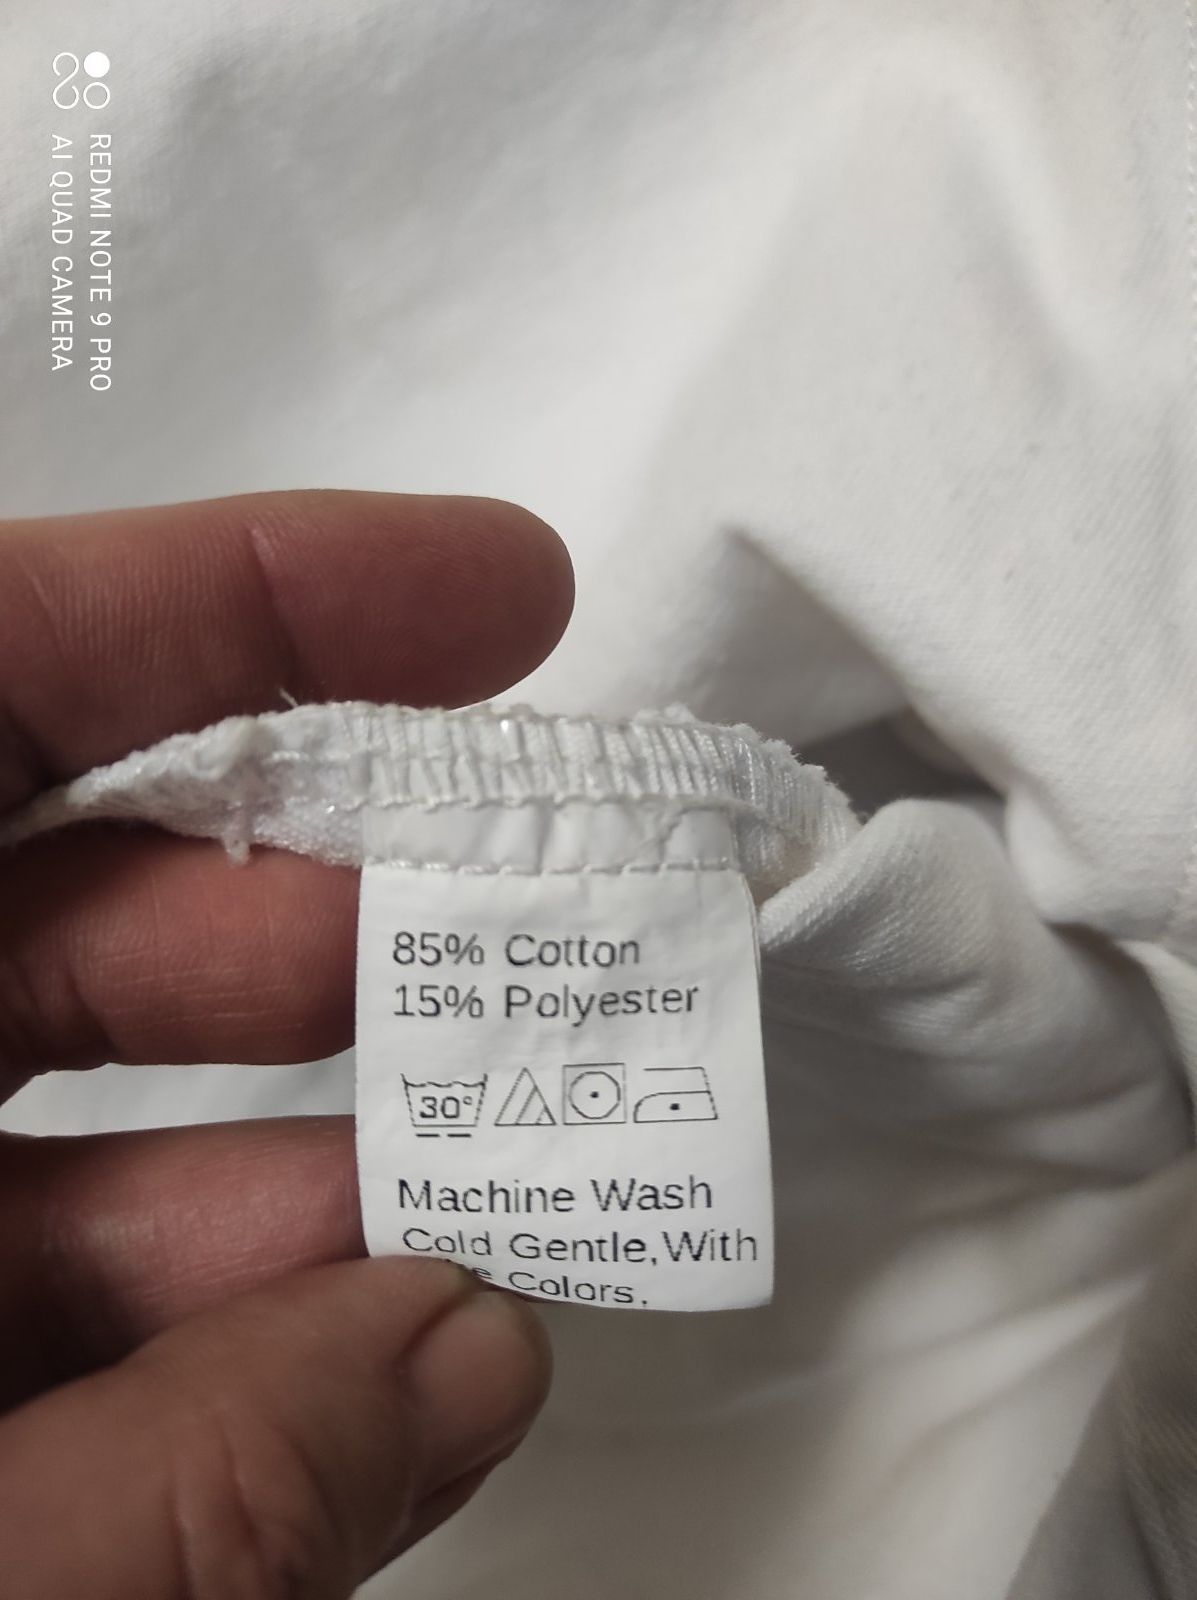 REDMI NOTE 9 PRO
AI QUAD CAMERA
85% Cotton
15% Polyester
30°
Machine Wash
Cold Gentle, With
Colors.